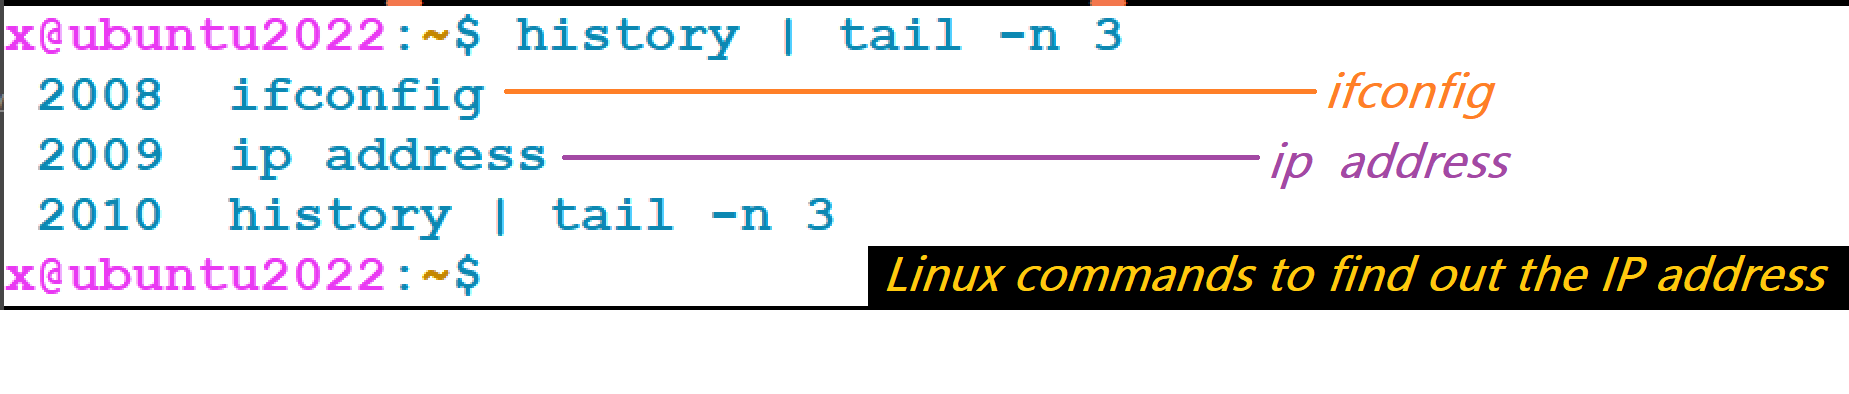 x@ubuntu2022:~$ history | tail -n 3
2008  ifconfig ifconfig
2009  ip address ip address
2010  history | tail -n 3
x@ubuntu2022:~$
Linux commands to find out the IP address